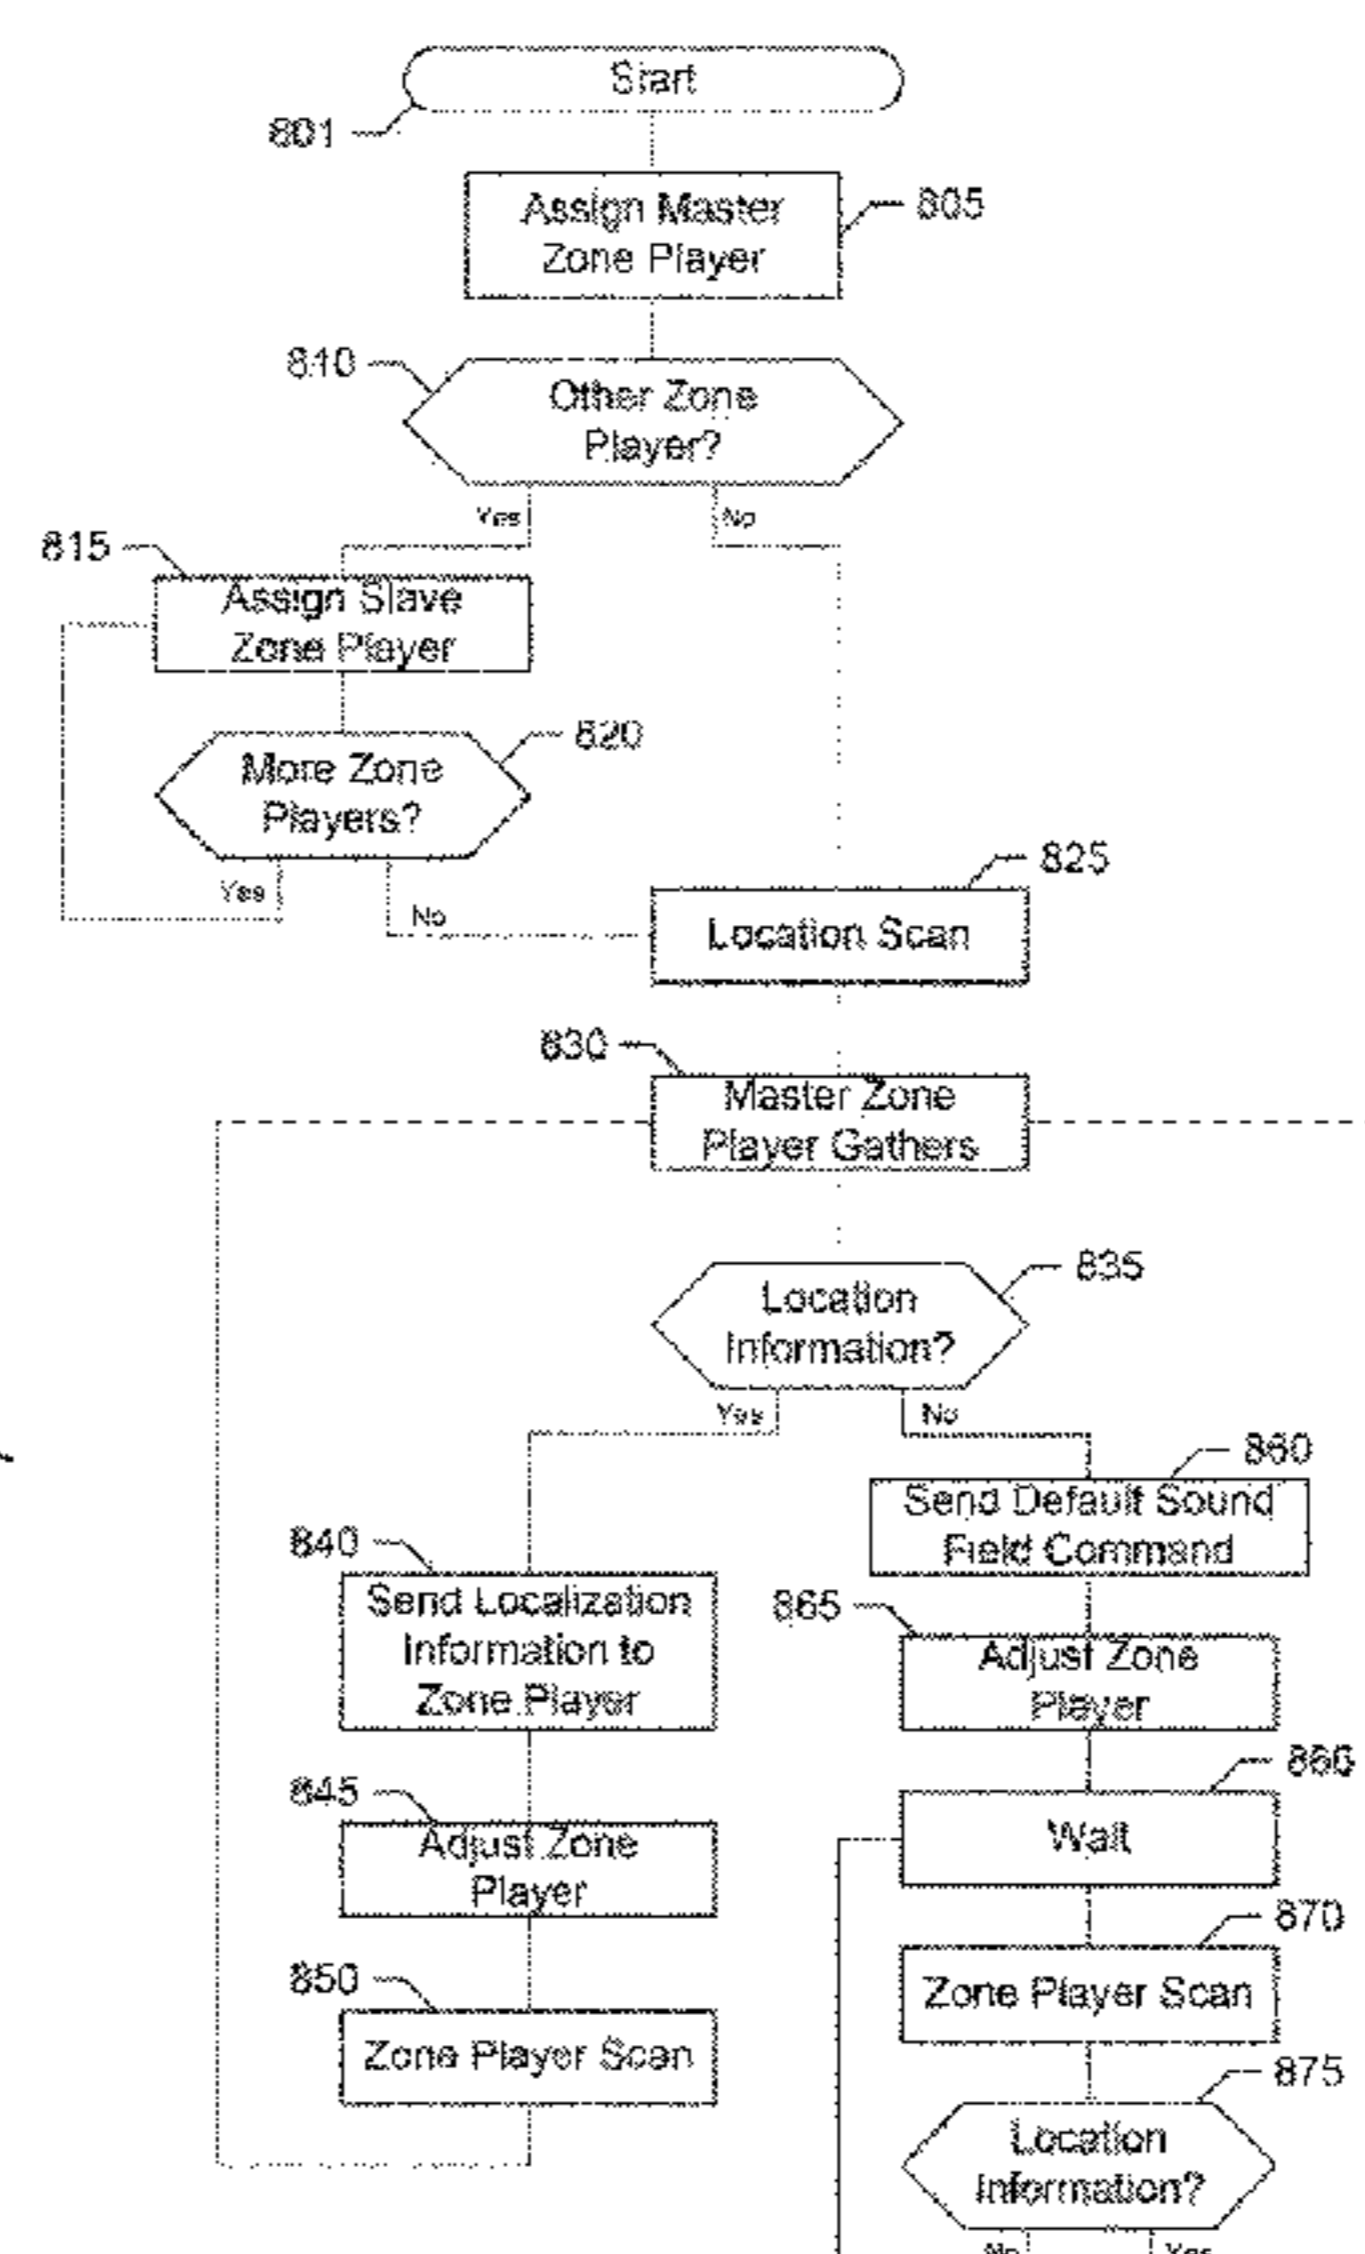 Start
801
Assign Master
Zone Player
805
810
Other Zone
Player?
Yes
No
815
Assign Slave
Zone Player
820
More Zone
Players?
Yes
No
825
Location Scan
830
Master Zone
Player Gathers
835
Location
Information?
Yes
No
860
Send Default Sound
Field Command
840
Send Localization
Information to
Zone Player
865
Adjust Zone
Player
866
Wait
845
Adjust Zone
Player
870
Zone Player Scan
850
Zone Player Scan
875
Location
Information?
No
Yes